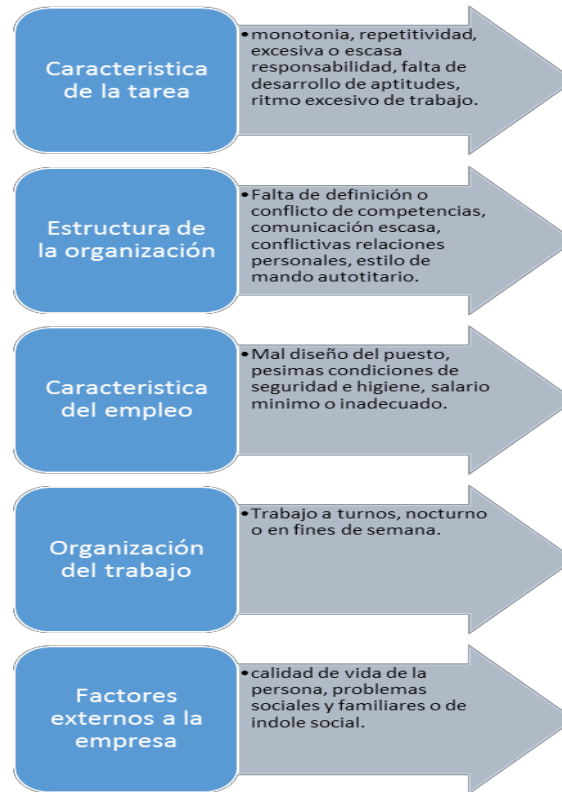 Caracteristica
de la tarea
•monotonia, repetitividad,
excesiva o escasa
responsabilidad, falta de
desarrollo de aptitudes,
ritmo excesivo de trabajo.
Estructura de
la organización
•Falta de definición o
conflicto de competencias,
comunicación escasa,
conflictivas relaciones
personales, estilo de
mando autotitario.
Caracteristica
del empleo
•Mal diseño del puesto,
pesimas condiciones de
seguridad e higiene, salario
minimo o inadecuado.
Organización
del trabajo
•Trabajo a turnos, nocturno
o en fines de semana.
Factores
externos a la
empresa
•calidad de vida de la
persona, problemas
sociales y familiares o de
indole social.